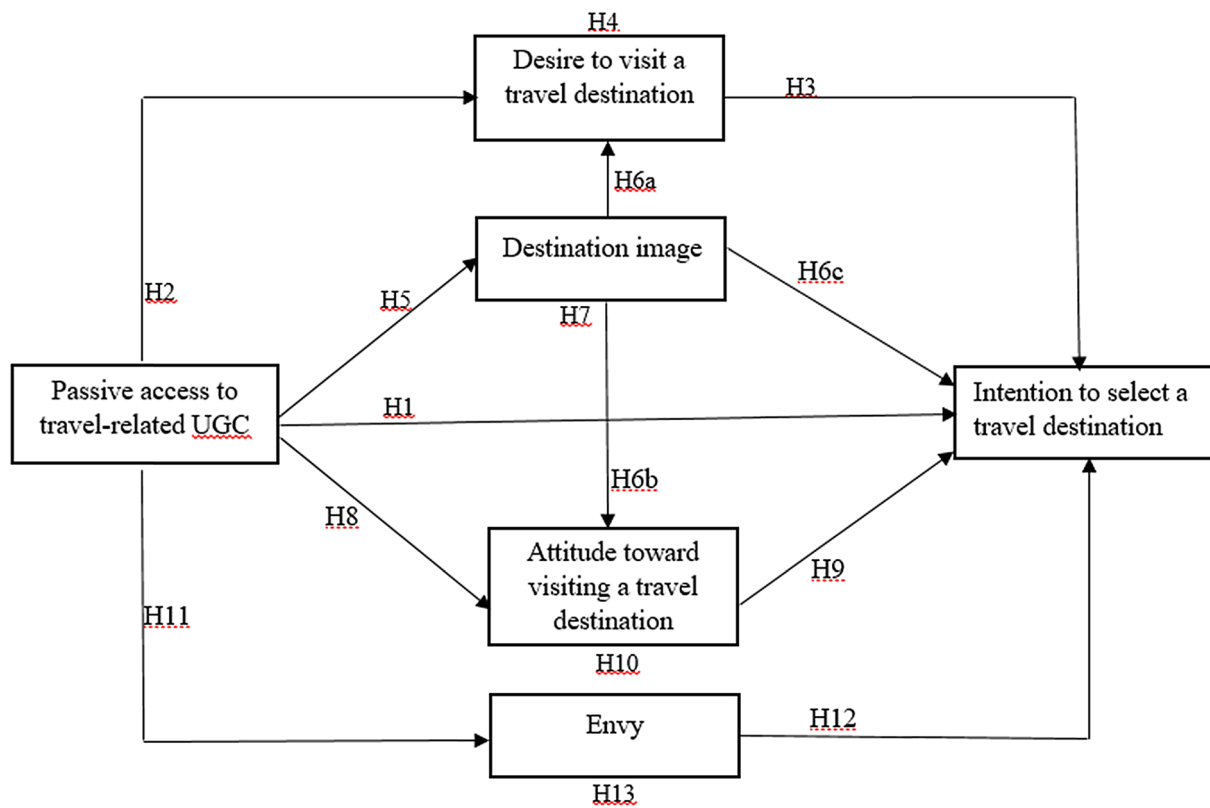 H4
Desire to visit a
travel destination
H3
H6a
Destination image
H6c
H2
H5
H7
Passive access to
travel-related UGC
H1
Intention to select a
travel destination
H6b
H8
Attitude toward
visiting a travel
destination
H9
H11
H10
Envy
H12
H13